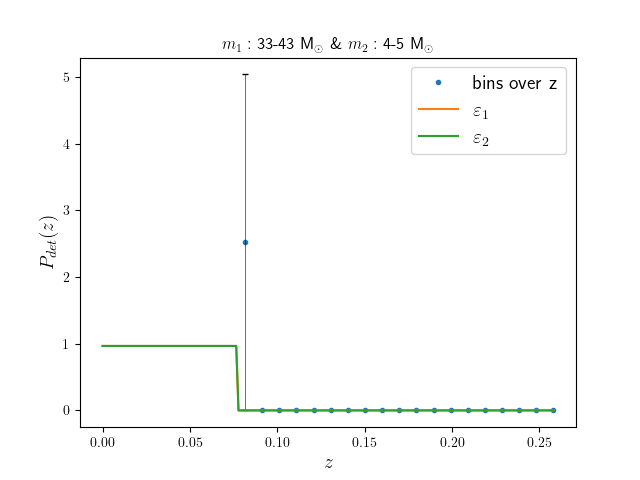 m₁ : 33-43 M⊙ & m₂ : 4-5 M⊙
bins over z
ε₁
ε₂
P_det(z)
5
4
3
2
1
0
0.00 0.05 0.10 0.15 0.20 0.25
z